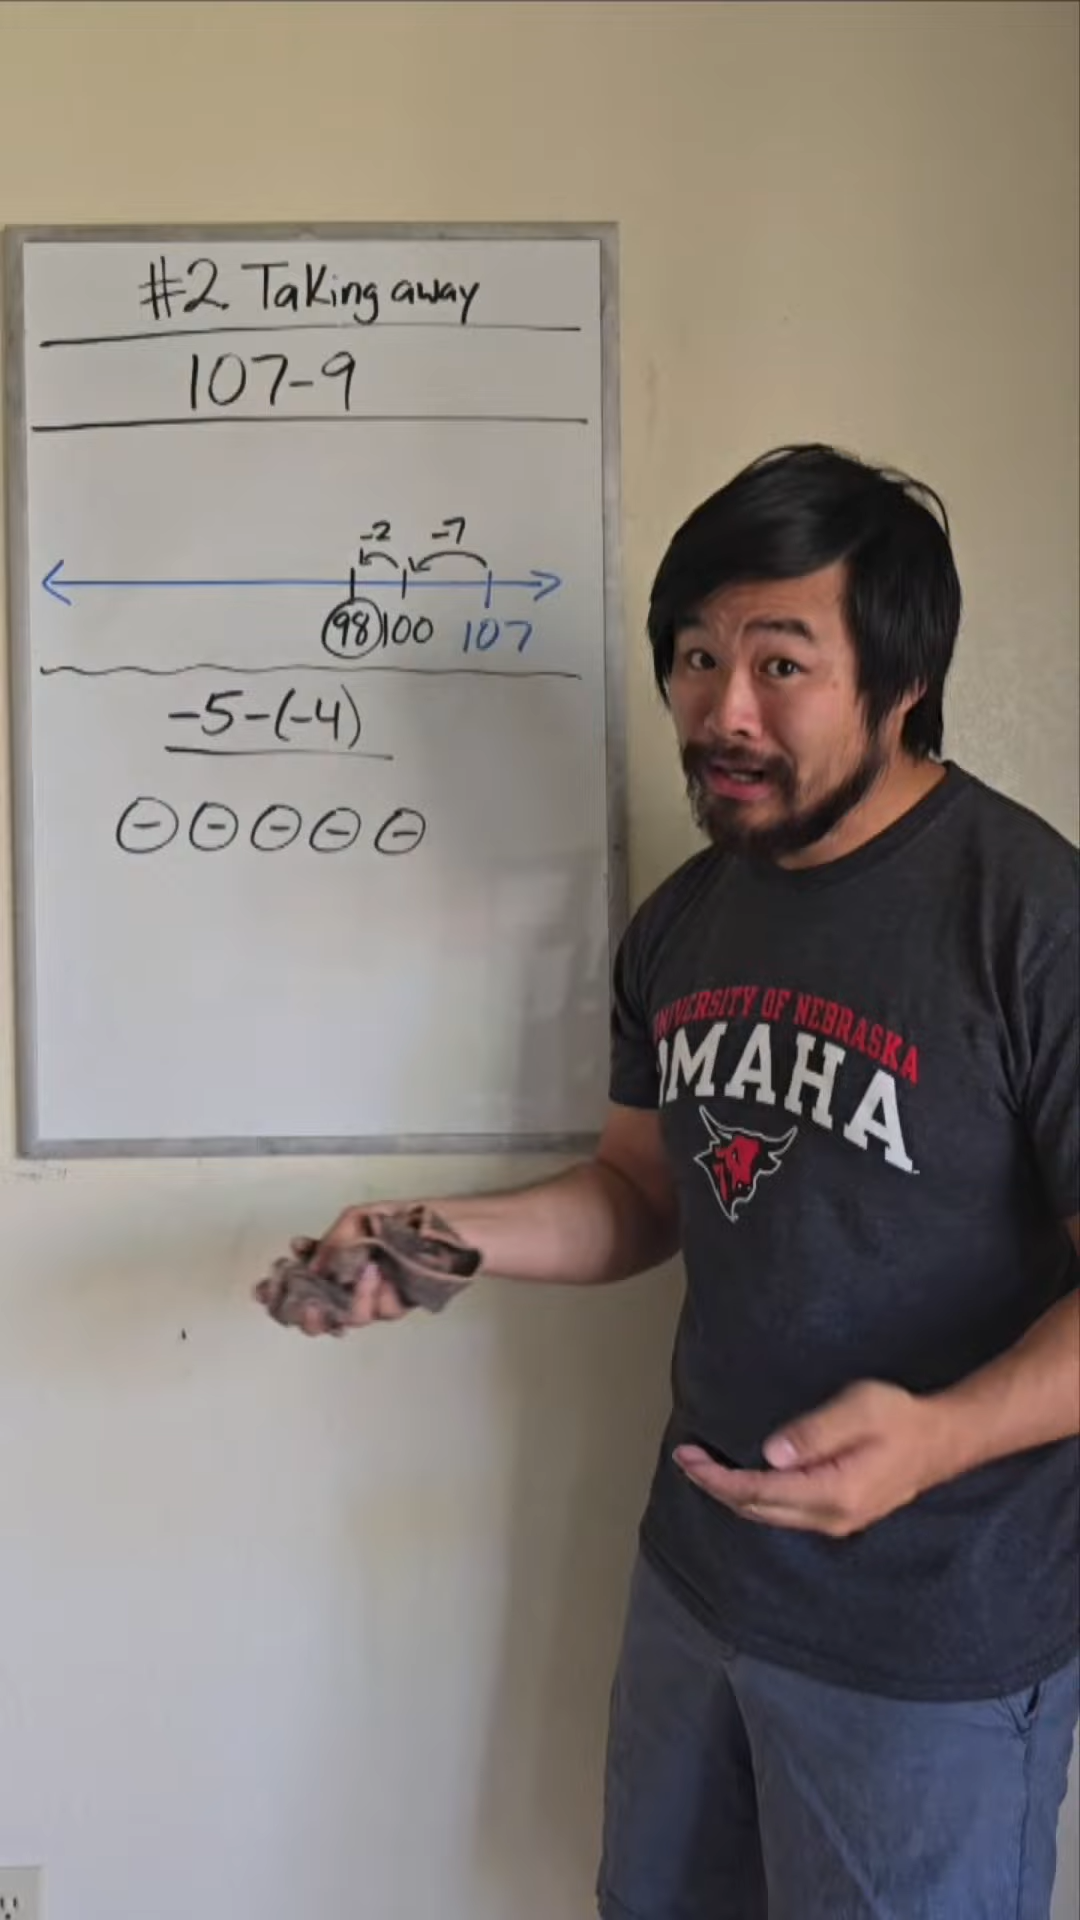 #2 Taking away
107-9
-2 -7
98 100 107
-5-(-4)
- - - - -
UNIVERSITY OF NEBRASKA
OMAHA